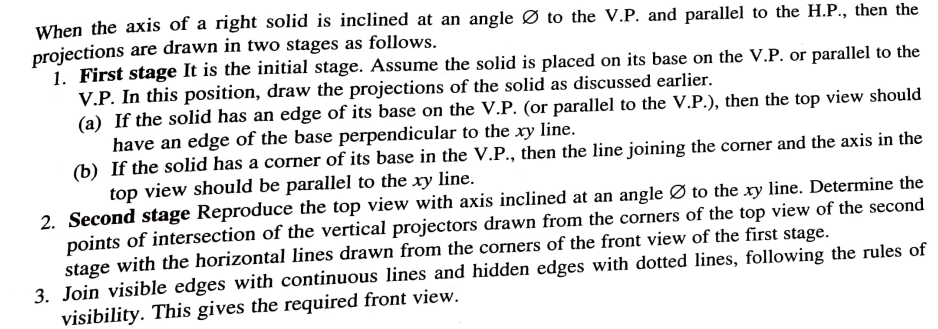 When the axis of a right solid is inclined at an angle Ø to the V.P. and parallel to the H.P., then the
projections are drawn in two stages as follows.
1. First stage It is the initial stage. Assume the solid is placed on its base on the V.P. or parallel to the
V.P. In this position, draw the projections of the solid as discussed earlier.
(a) If the solid has an edge of its base on the V.P. (or parallel to the V.P.), then the top view should
have an edge of the base perpendicular to the xy line.
(b) If the solid has a corner of its base in the V.P., then the line joining the corner and the axis in the
top view should be parallel to the xy line.
2. Second stage Reproduce the top view with axis inclined at an angle Ø to the xy line. Determine the
points of intersection of the vertical projectors drawn from the corners of the top view of the second
stage with the horizontal lines drawn from the corners of the front view of the first stage.
3. Join visible edges with continuous lines and hidden edges with dotted lines, following the rules of
visibility. This gives the required front view.